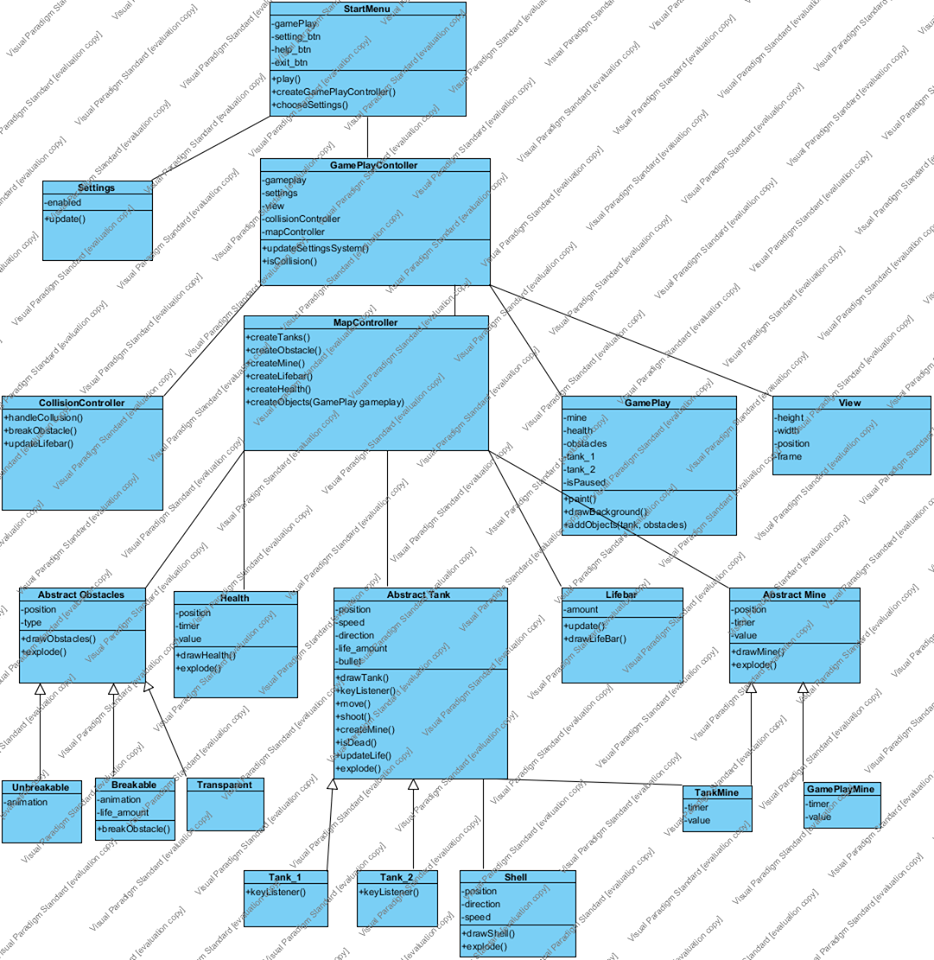 StartMenu
-gamePlay
-setting_btn
-help_btn
-exit_btn
+play()
+createGamePlayController()
+chooseSettings()
GamePlayContoller
-gameplay
-settings
-view
-collisionController
-mapController
+updateSettingsSystem()
+isCollision()
Settings
-enabled
+update()
MapController
+createTanks()
+createObstacle()
+createMine()
+createLifebar()
+createHealth()
+createObjects(GamePlay gameplay)
CollisionController
+handleCollusion()
+breakObstacle()
+updateLifebar()
GamePlay
-mine
-health
-obstacles
-tank_1
-tank_2
-isPaused
+paint()
+drawBackground()
+addObjects(tank, obstacles)
View
-height
-width
-position
-frame
Abstract Obstacles
-position
-type
+drawObstacles()
+explode()
Health
-position
-timer
-value
+drawHealth()
+explode()
Abstract Tank
-position
-speed
-direction
-life_amount
-bullet
+drawTank()
+keyListener()
+move()
+shoot()
+createMine()
+isDead()
+updateLife()
+explode()
Lifebar
-amount
+update()
+drawLifeBar()
Abstract Mine
-position
-timer
-value
+drawMine()
+explode()
Unbreakable
-animation
Breakable
-animation
-life_amount
+breakObstacle()
Transparent
TankMine
-timer
-value
GamePlayMine
-timer
-value
Tank_1
+keyListener()
Tank_2
+keyListener()
Shell
-position
-direction
-speed
+drawShell()
+explode()
Visual Paradigm Standard [evaluation copy]